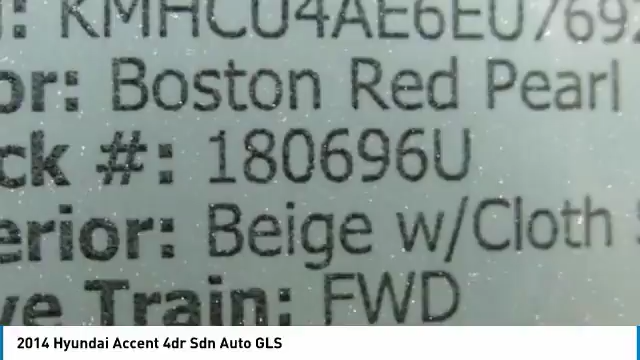 : KMHCU4AE6EU769
or: Boston Red Pearl
ck #: 180696U
erior: Beige w/Cloth
ve Train: FWD
2014 Hyundai Accent 4dr Sdn Auto GLS